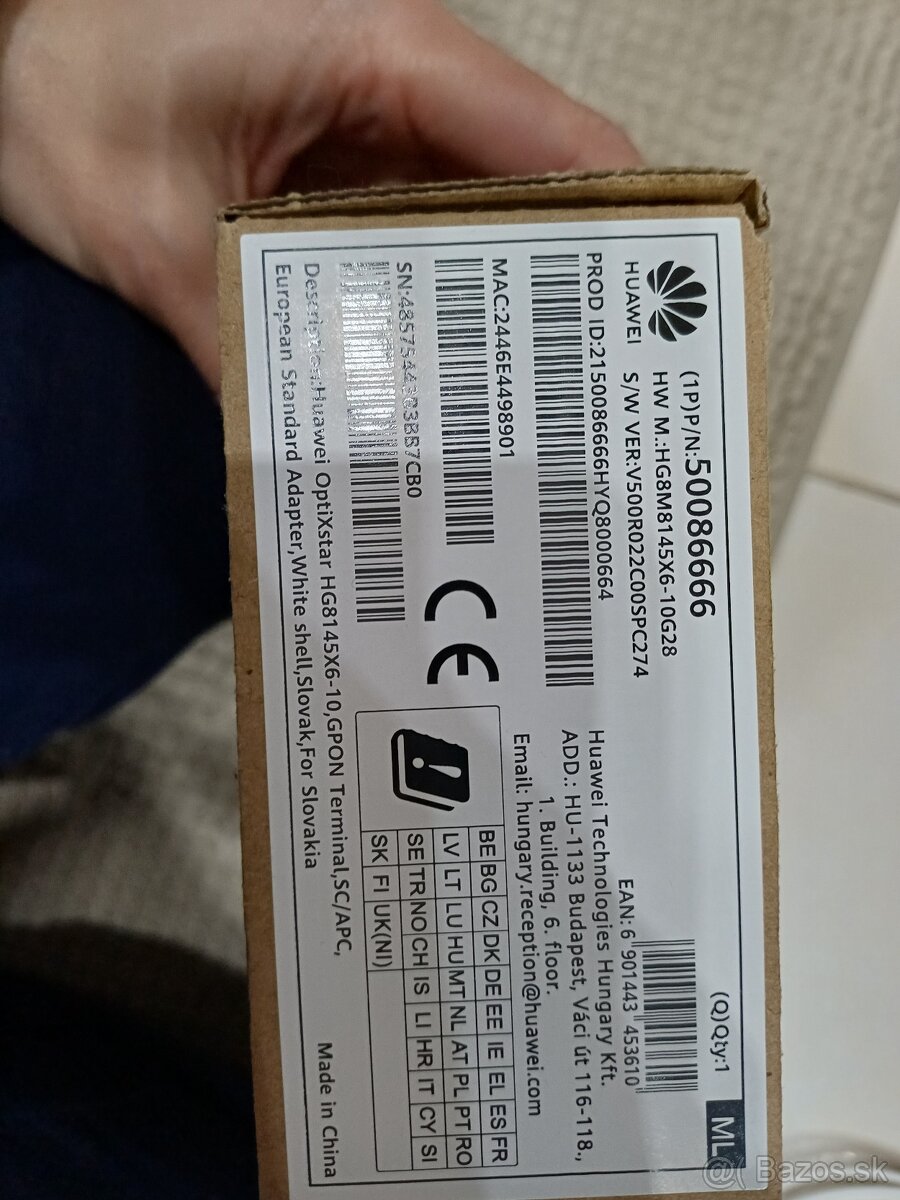 HUAWEI
(1P)P/N:50086666
HW M.:HG8M8145X6-10G28
S/W VER:V500R022C00SPC274
(Q)Qty:1
ML
EAN: 6 901443 453610
PROD ID:2150086666HYQ8000664
MAC:2446E4498901
CE
Huawei Technologies Hungary Kft.
ADD.: HU-1133 Budapest, Váci út 116-118.,
1. Building, 6. floor.
Email: hungary.reception@huawei.com
BE BG CZ DK DE EE IE EL ES FR
LV LT LU HU MT NL AT PL PT RO
SE TR NO CH IS LI HR IT CY SI
SK FI UK(NI)
Description:Huawei OptiXstar HG8145X6-10,GPON Terminal,SC/APC,
European Standard Adapter,White shell,Slovak,For Slovakia
Made in China
@ Bazos.sk